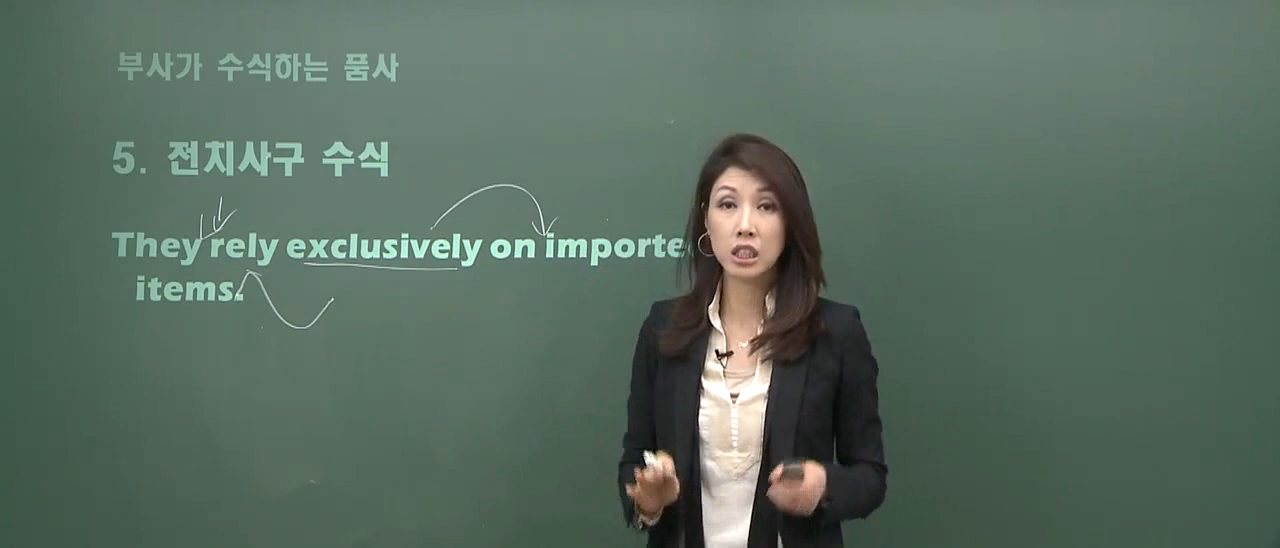 부사가 수식하는 품사
5. 전치사구 수식
They rely exclusively on importe
items.